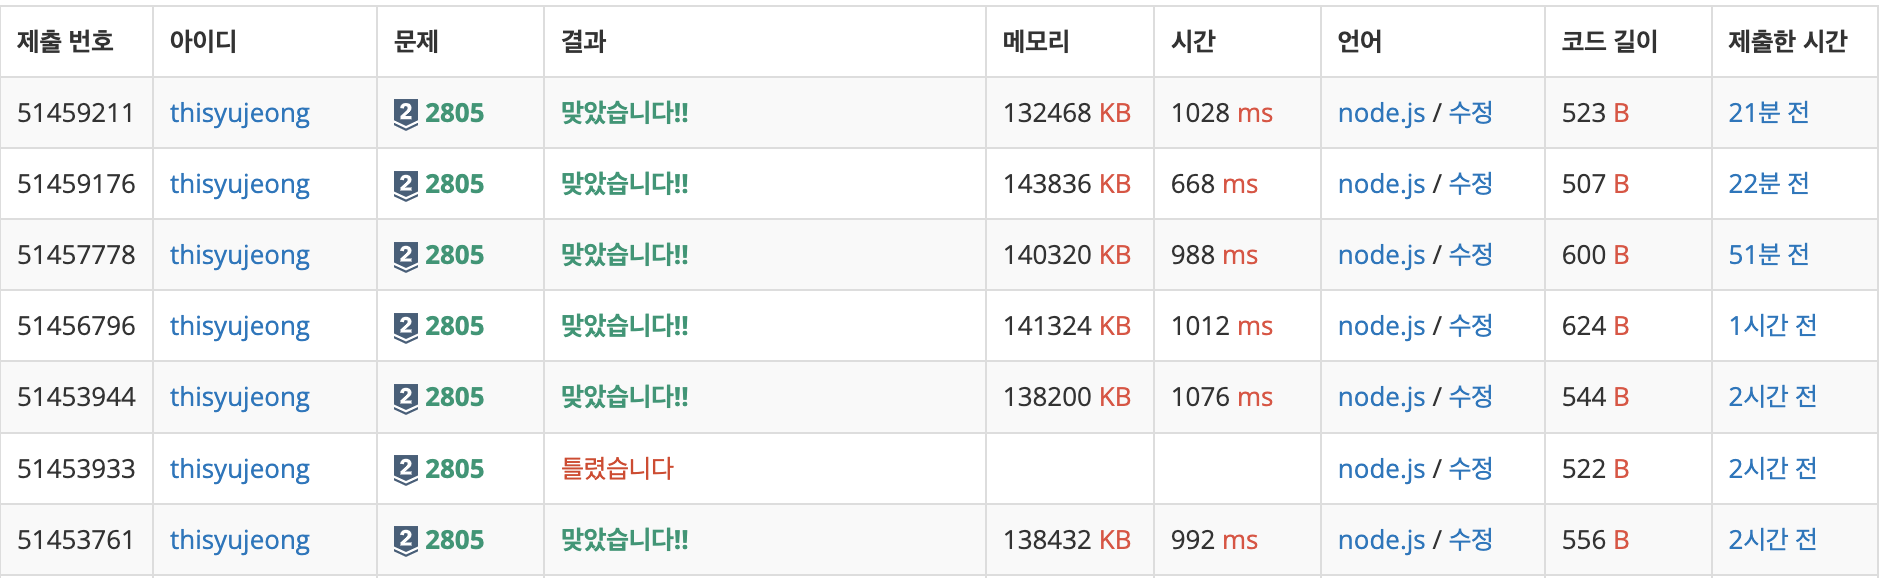 제출 번호 아이디 문제 결과 메모리 시간 언어 코드 길이 제출한 시간
51459211 thisyujeong 2 2805 맞았습니다!! 132468 KB 1028 ms node.js / 수정 523 B 21분 전
51459176 thisyujeong 2 2805 맞았습니다!! 143836 KB 668 ms node.js / 수정 507 B 22분 전
51457778 thisyujeong 2 2805 맞았습니다!! 140320 KB 988 ms node.js / 수정 600 B 51분 전
51456796 thisyujeong 2 2805 맞았습니다!! 141324 KB 1012 ms node.js / 수정 624 B 1시간 전
51453944 thisyujeong 2 2805 맞았습니다!! 138200 KB 1076 ms node.js / 수정 544 B 2시간 전
51453933 thisyujeong 2 2805 틀렸습니다 node.js / 수정 522 B 2시간 전
51453761 thisyujeong 2 2805 맞았습니다!! 138432 KB 992 ms node.js / 수정 556 B 2시간 전